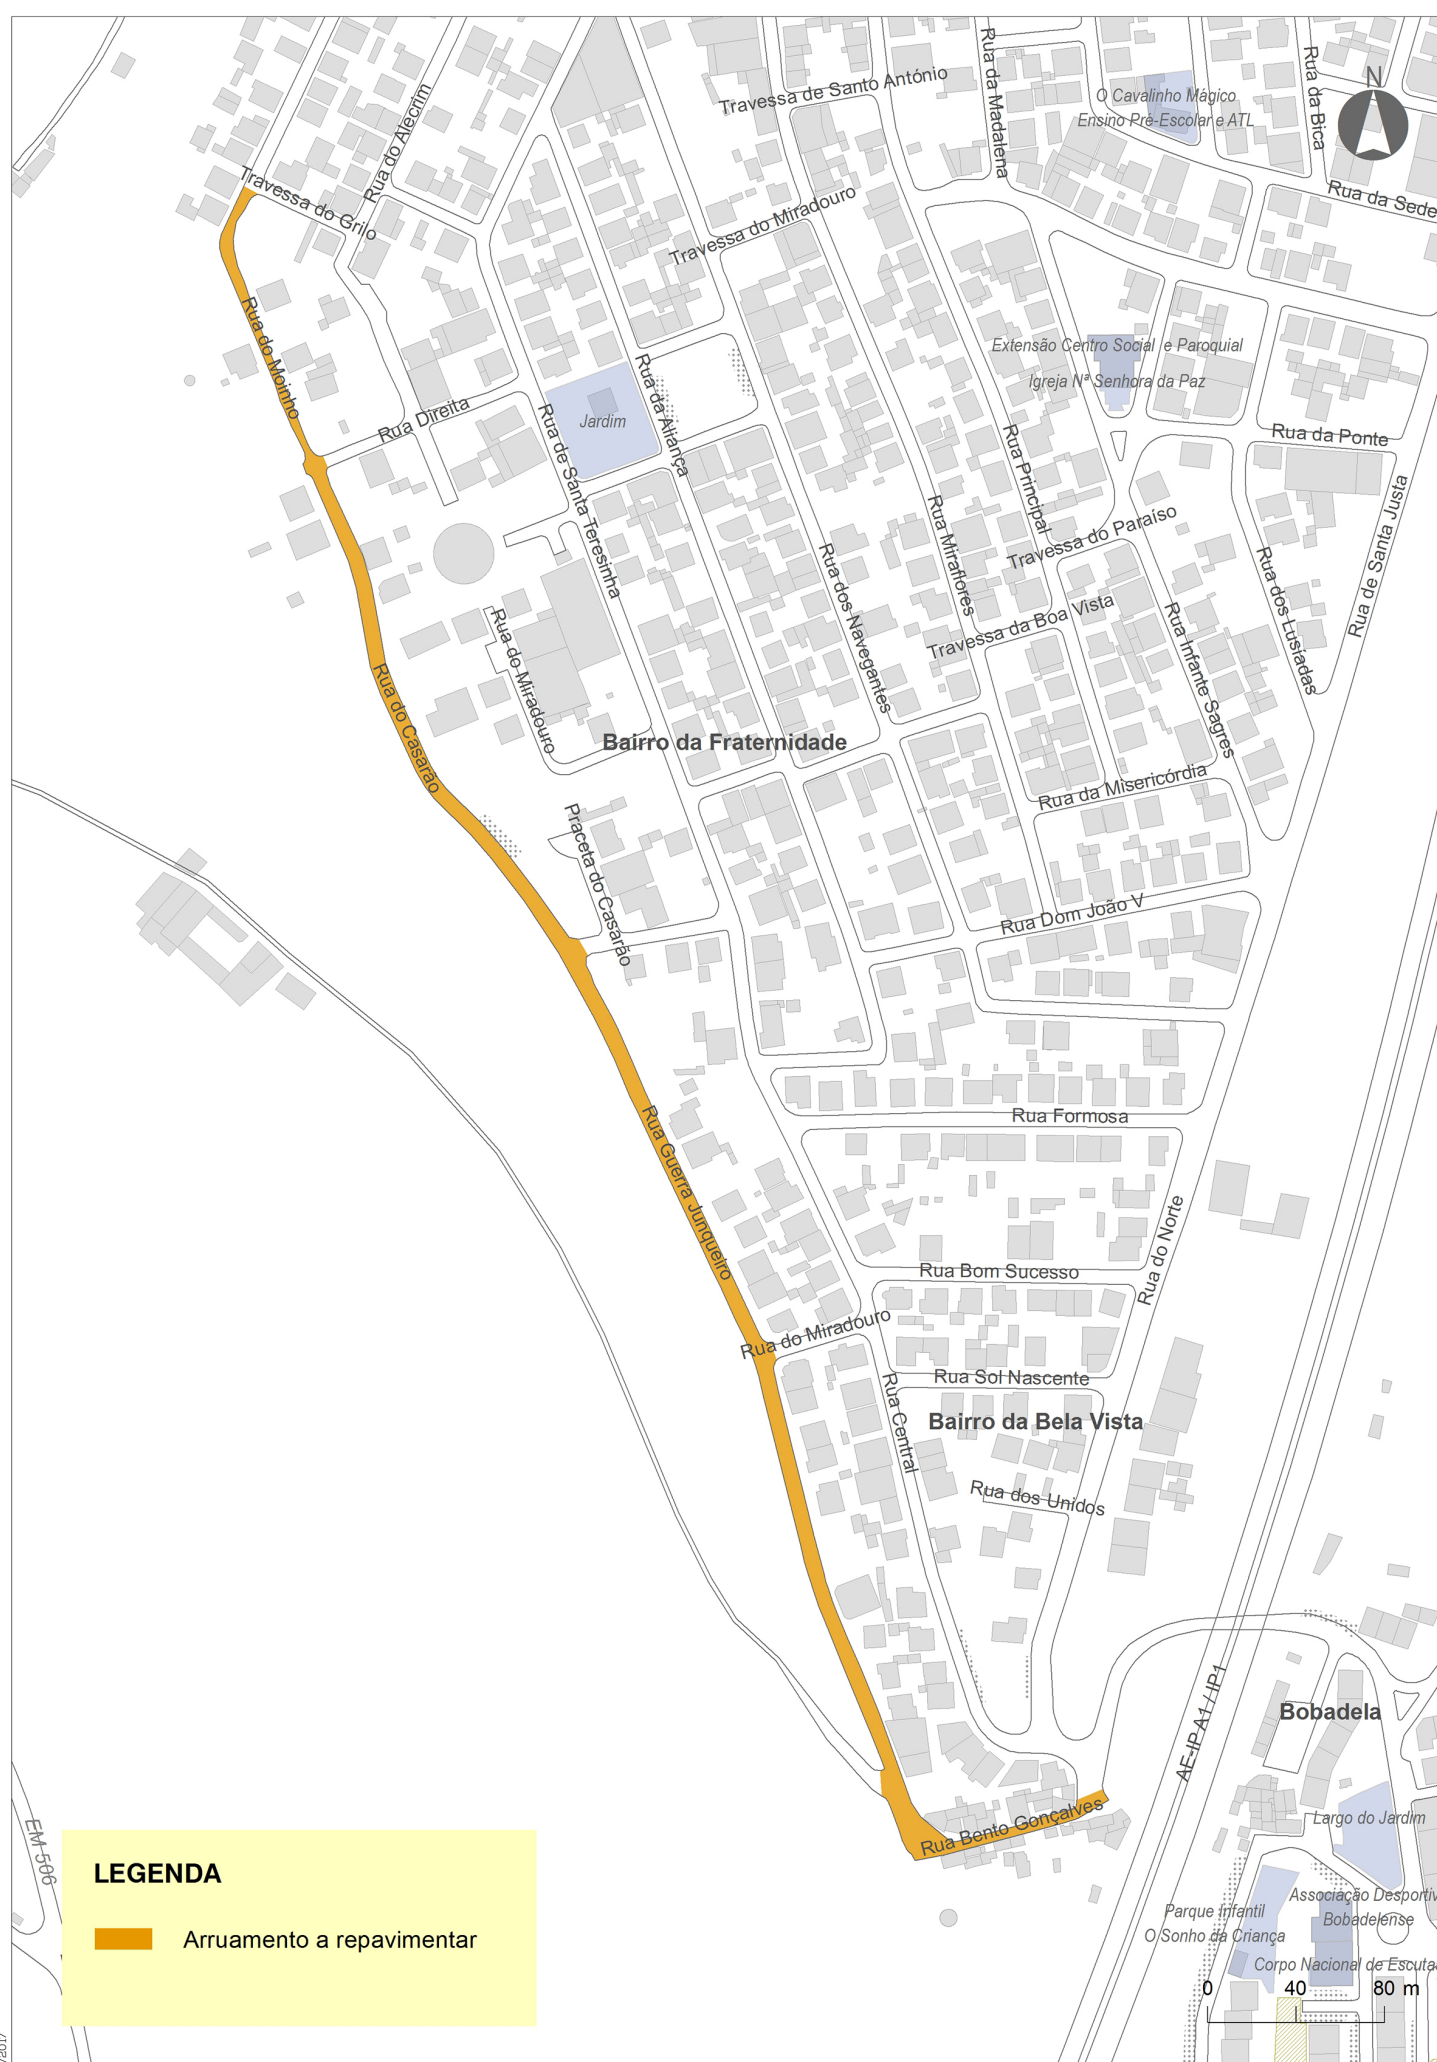 N
Travessa de Santo António
Rua da Madalena
O Cavalinho Mágico
Ensino Prè-Escolar e ATL
Rua da Bica
Rua da Sede
Rua do Alecrim
Travessa do Grilo
Travessa do Miradouro
Rua do Moinho
Rua Direita
Jardim
Rua da Aliança
Rua de Santa Teresinha
Extensão Centro Social e Paroquial
Igreja Nª Senhora da Paz
Rua da Ponte
Rua Principal
Rua Miraflores
Travessa do Paraíso
Rua de Santa Justa
Rua dos Navegantes
Travessa da Boa Vista
Rua dos Lusíadas
Rua Infante Sagres
Rua do Miradouro
Rua do Casarão
Bairro da Fraternidade
Rua da Misericórdia
Praceta do Casarão
Rua Dom João V
Rua Formosa
Rua Guerra Junqueiro
Rua do Norte
Rua Bom Sucesso
Rua do Miradouro
Rua Sol Nascente
Rua Central
Bairro da Bela Vista
Rua dos Unidos
AE-IP A1 / IP1
Bobadela
Rua Bento Gonçalves
Largo do Jardim
EM 506
LEGENDA
Arruamento a repavimentar
Parque Infantil
O Sonho da Criança
Associação Desportiv
Bobadelense
Corpo Nacional de Escuta
0 40 80 m